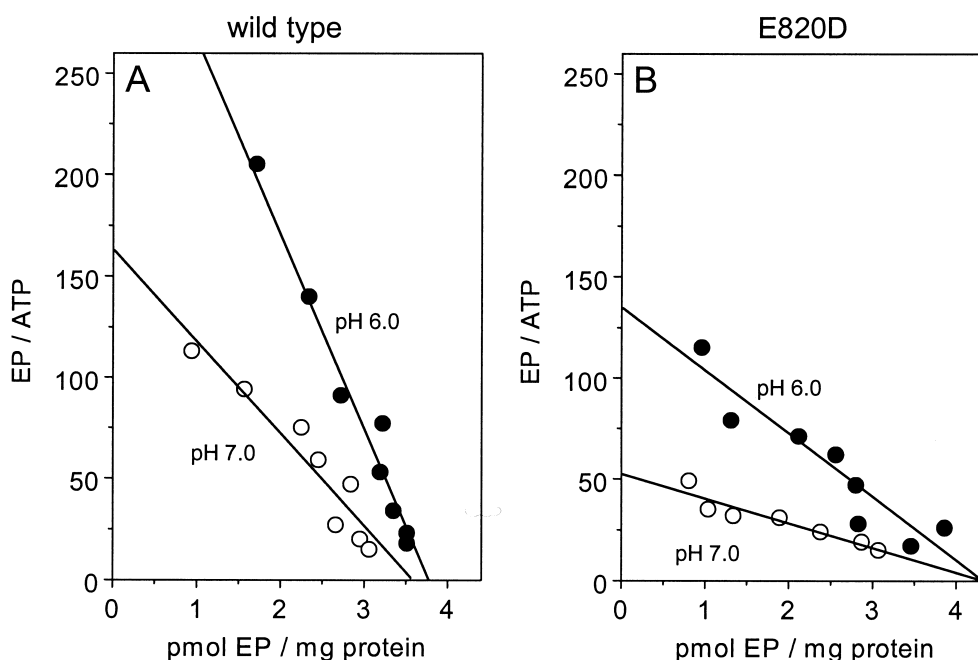 wild type
E820D
A
B
250
200
150
100
50
0
EP / ATP
pH 6.0
pH 7.0
0 1 2 3 4
pmol EP / mg protein
250
200
150
100
50
0
EP / ATP
pH 6.0
pH 7.0
0 1 2 3 4
pmol EP / mg protein